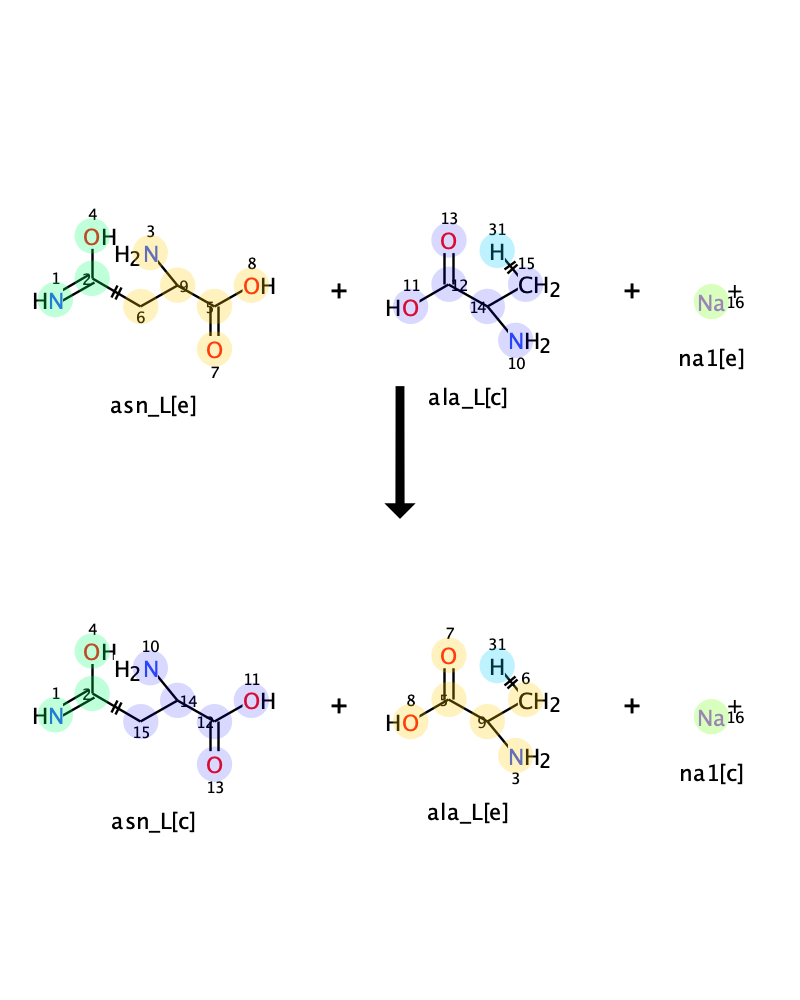 4 3 13 31
OH H₂N 8 O H 15
1 2 9 OH 11 12 CH₂ +
HN 6 5 + HO 14 + Na 16
O NH₂
7 10
asn_L[e] ala_L[c] na1[e]
4 10 7 31
OH H₂N 11 O H 6
1 2 14 OH 8 5 CH₂ +
HN 15 12 + HO 9 + Na 16
O NH₂
13 3
asn_L[c] ala_L[e] na1[c]